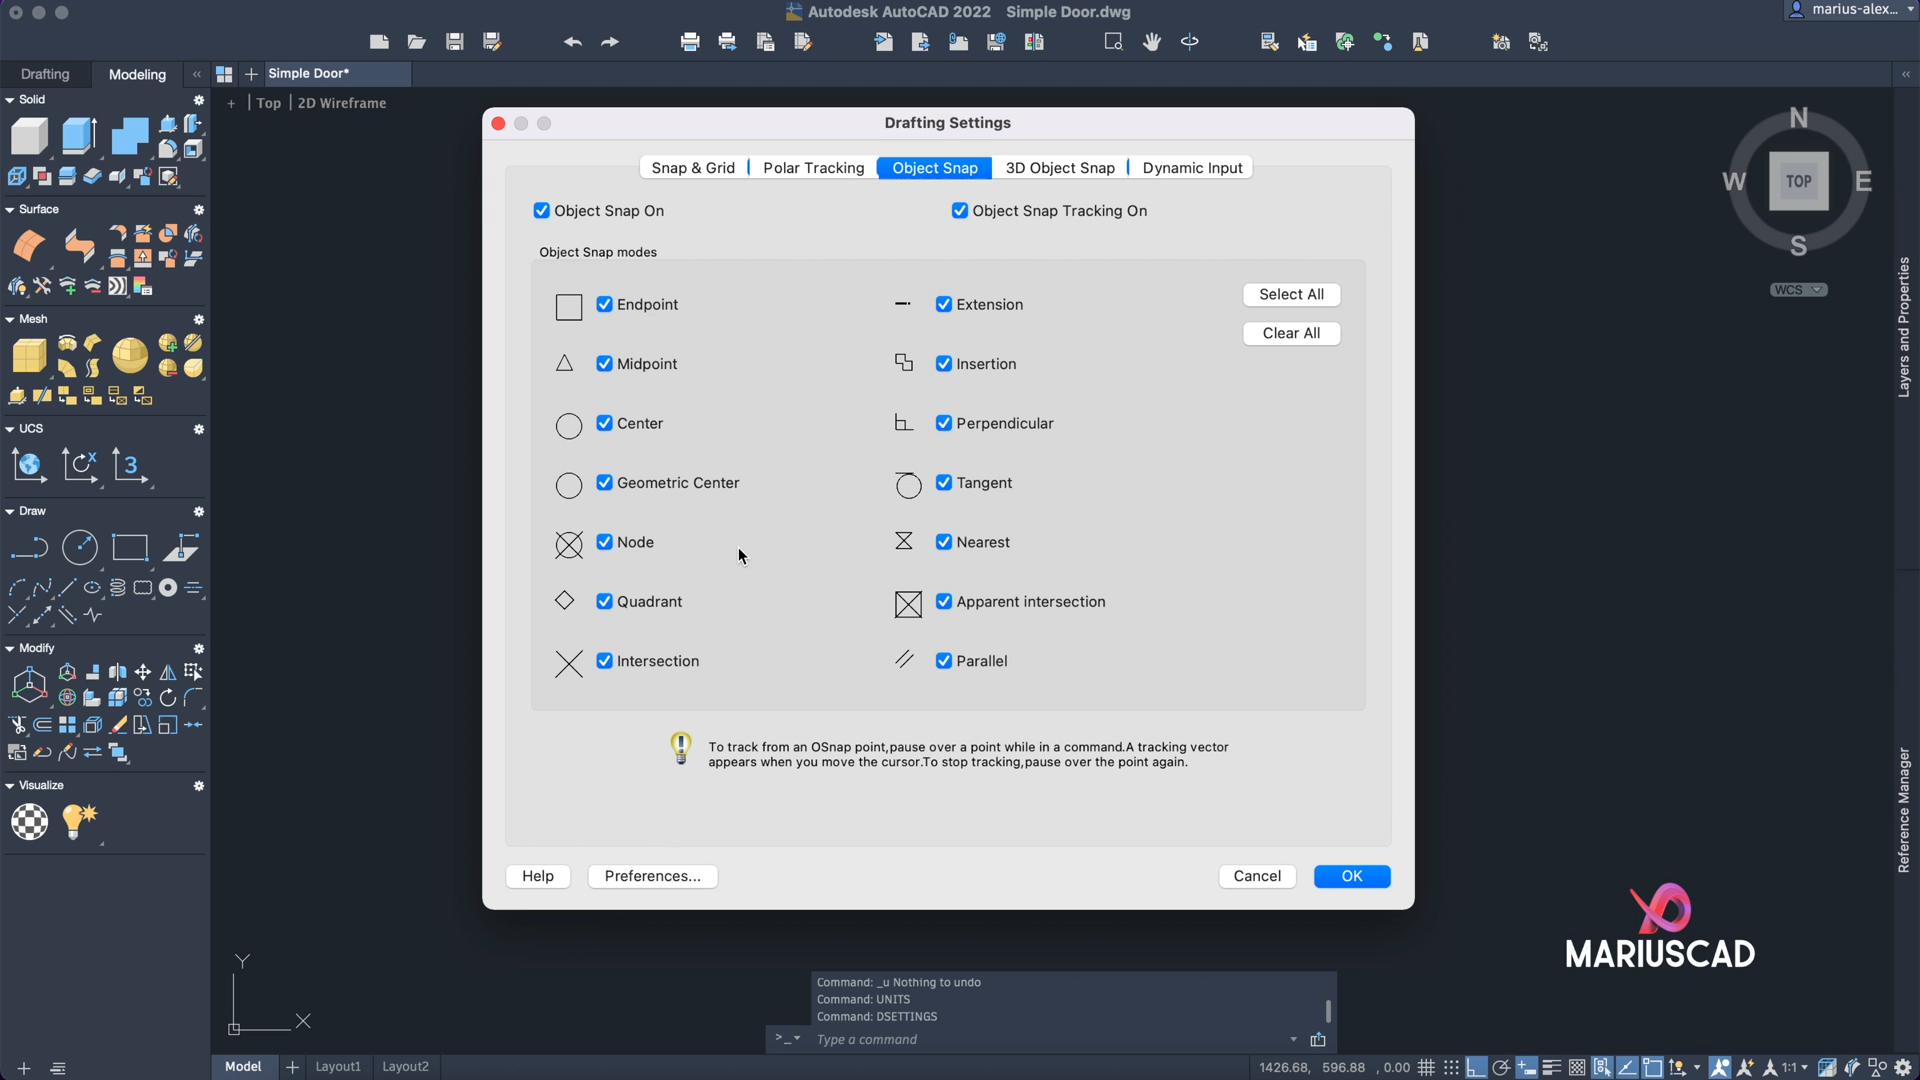 Autodesk AutoCAD 2022 Simple Door.dwg
marius-alex...
Drafting
Modeling
Simple Door*
Top
2D Wireframe
Solid
Surface
Mesh
UCS
X
3
Draw
Modify
Visualize
Drafting Settings
Snap & Grid
Polar Tracking
Object Snap
3D Object Snap
Dynamic Input
Object Snap On
Object Snap Tracking On
Object Snap modes
Endpoint
Extension
Select All
Midpoint
Insertion
Clear All
Center
Perpendicular
Geometric Center
Tangent
Node
Nearest
Quadrant
Apparent intersection
Intersection
Parallel
To track from an OSnap point,pause over a point while in a command.A tracking vector
appears when you move the cursor.To stop tracking,pause over the point again.
Help
Preferences...
Cancel
OK
N
W
TOP
E
S
WCS
Layers and Properties
Reference Manager
MARIUSCAD
Y
X
Command: _u Nothing to undo
Command: UNITS
Command: DSETTINGS
>_
Type a command
Model
Layout1
Layout2
1426.68, 596.88 , 0.00
1:1